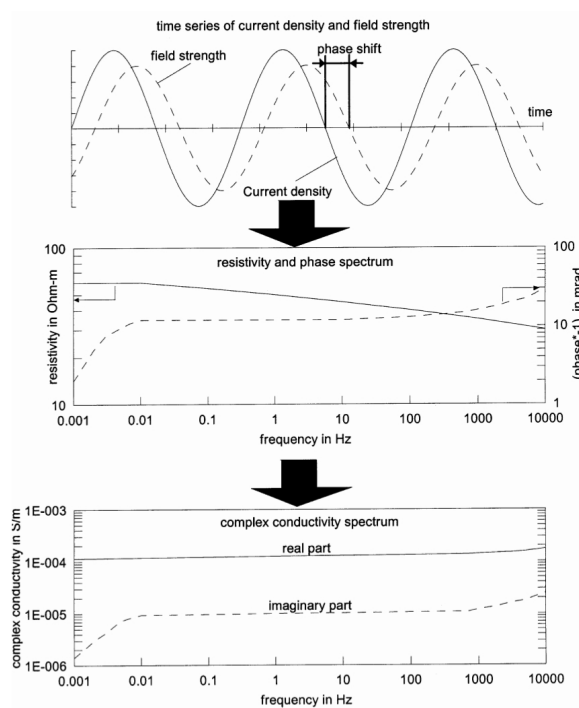 time series of current density and field strength
field strength
phase shift
time
Current density
100
100
resistivity and phase spectrum
resistivity in Ohm-m
(phase*-1), in mrad
10
10
1
0.001 0.01 0.1 1 10 100 1000 10000
frequency in Hz
complex conductivity in S/m
1E-003
complex conductivity spectrum
real part
1E-004
imaginary part
1E-005
1E-006
0.001 0.01 0.1 1 10 100 1000 10000
frequency in Hz